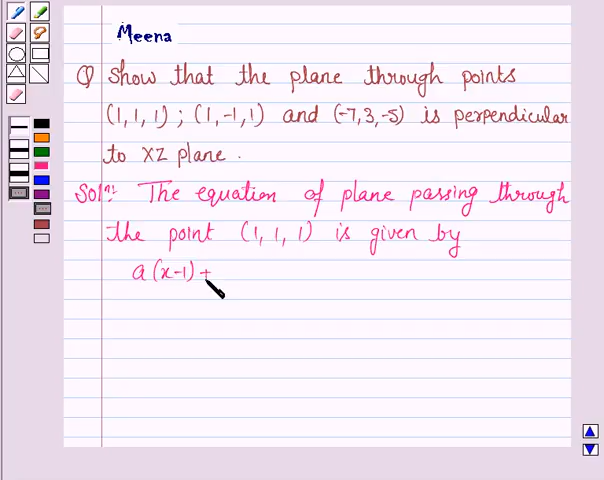 Meena
Q Show that the plane through points
(1, 1, 1) ; (1, -1, 1) and (-7, 3, -5) is perpendicular
to XZ plane.
Solⁿ: The equation of plane passing through
the point (1, 1, 1) is given by
a(x-1) +